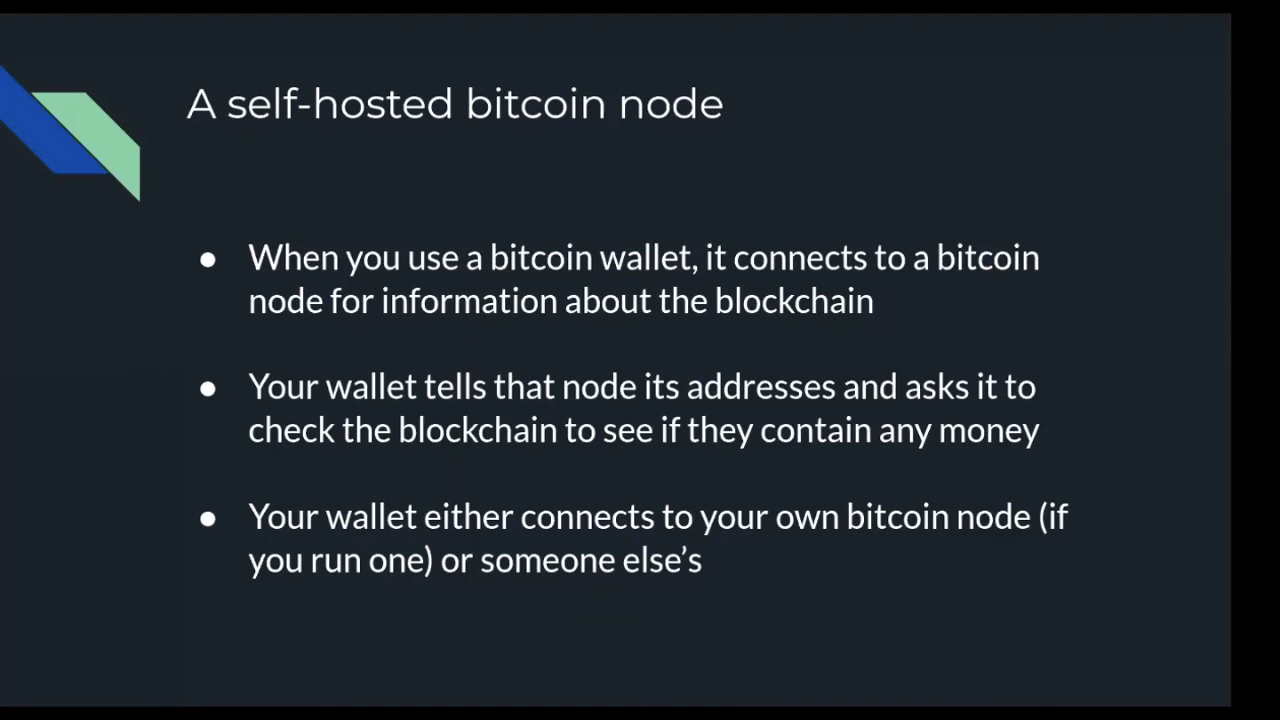 A self-hosted bitcoin node
● When you use a bitcoin wallet, it connects to a bitcoin
node for information about the blockchain
● Your wallet tells that node its addresses and asks it to
check the blockchain to see if they contain any money
● Your wallet either connects to your own bitcoin node (if
you run one) or someone else’s